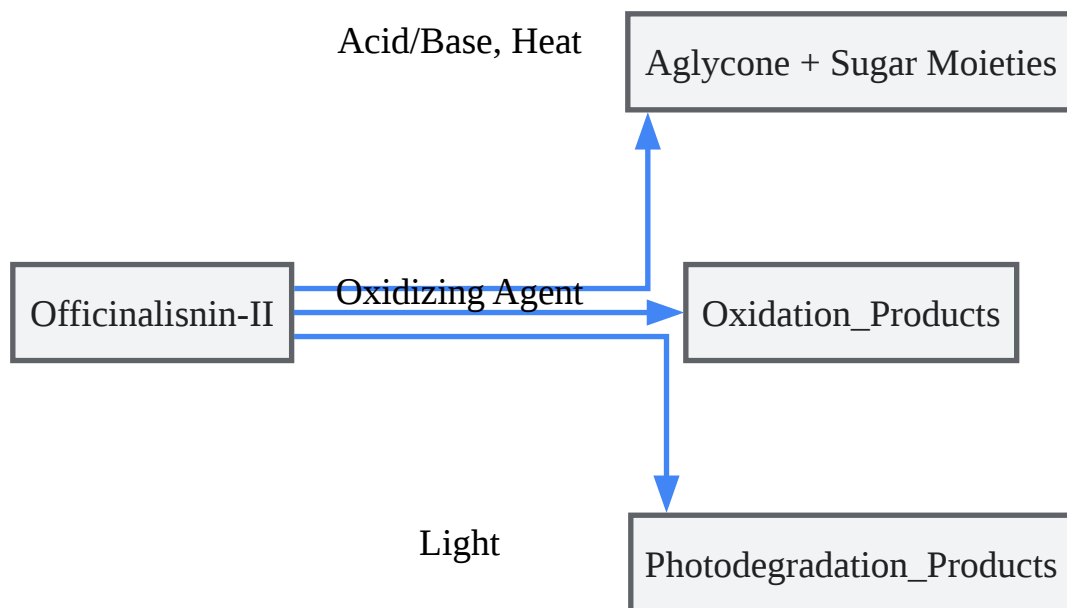 Acid/Base, Heat
Aglycone + Sugar Moieties
Officinalisnin-II
Oxidizing Agent
Oxidation_Products
Light
Photodegradation_Products